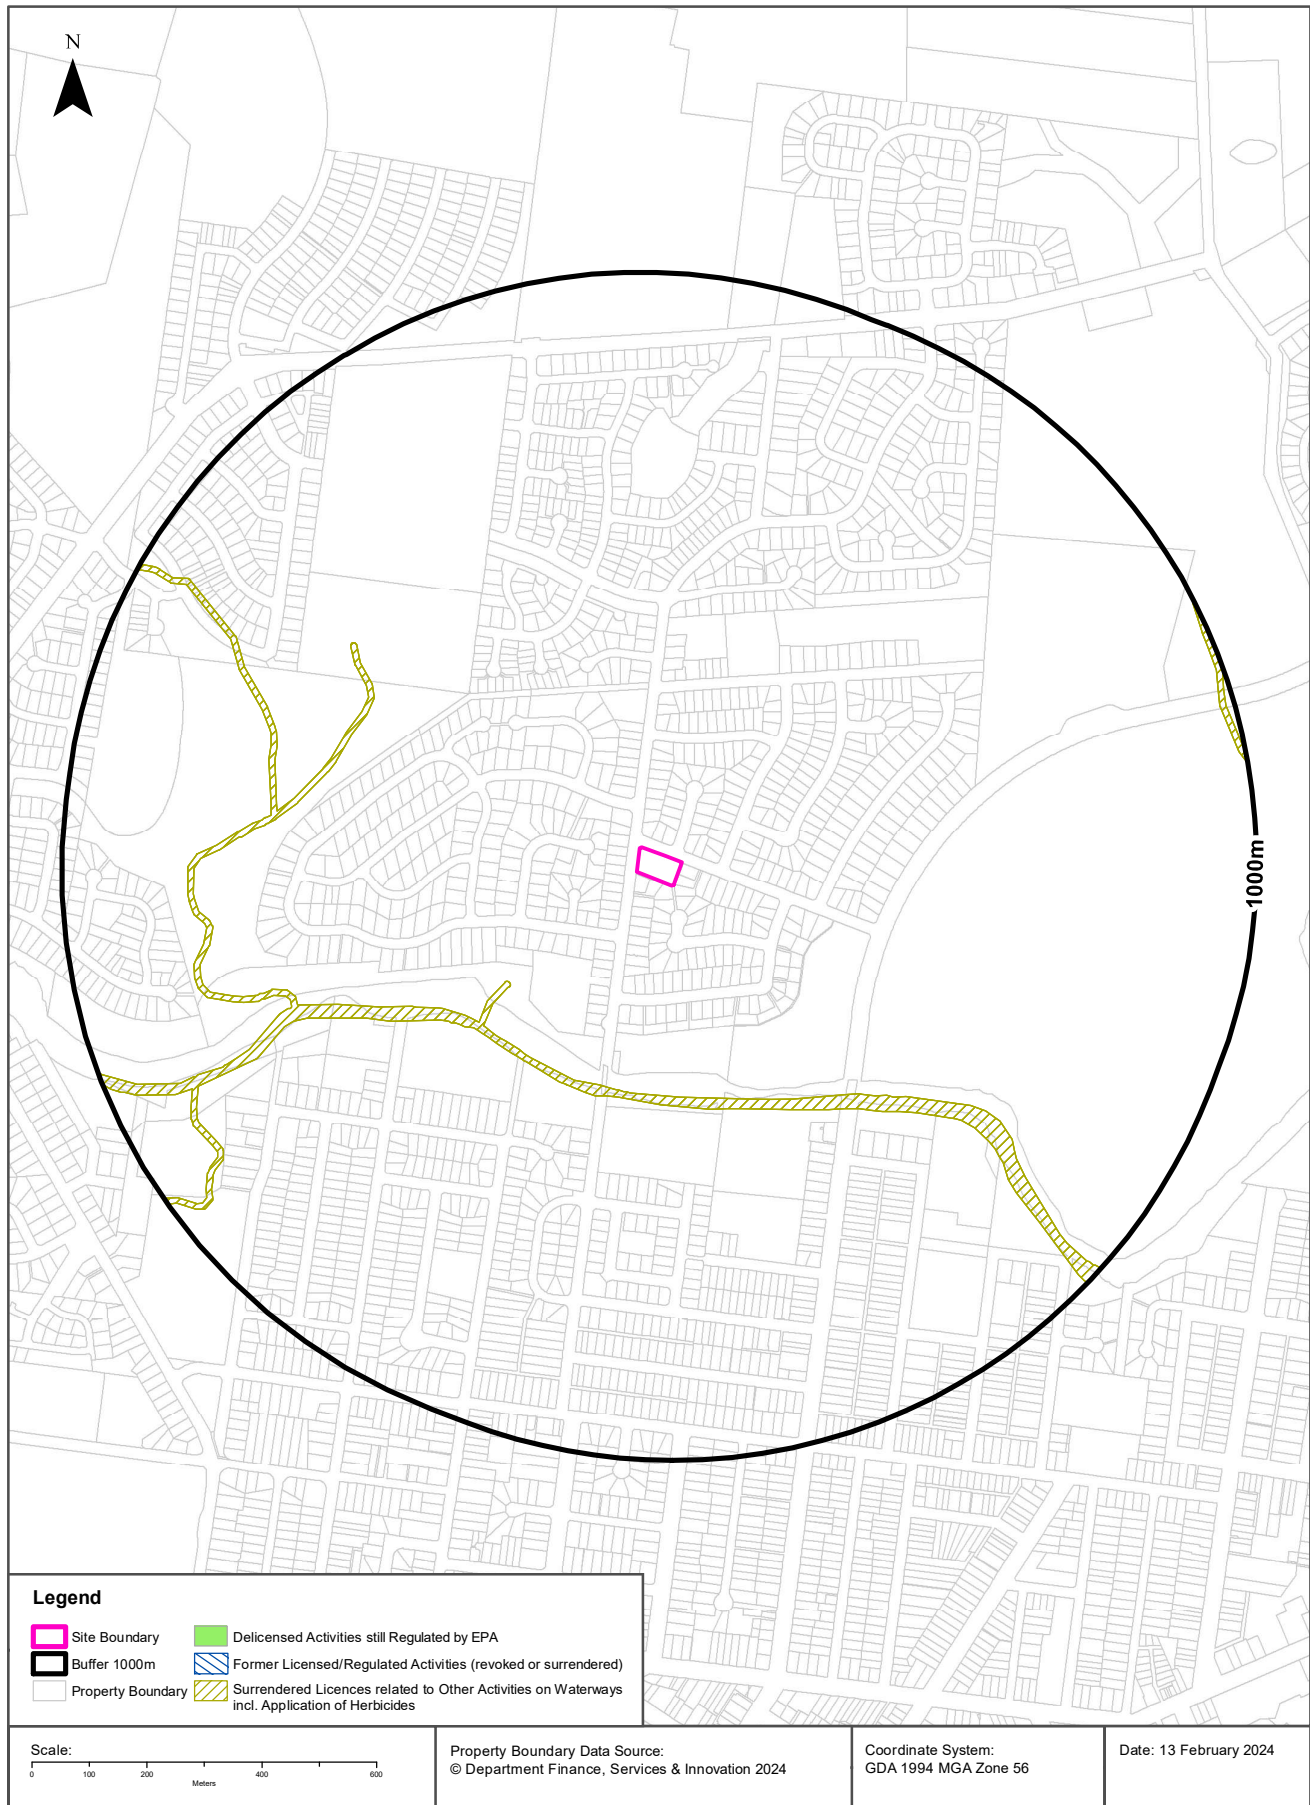 N
1000m
Legend
Site Boundary
Buffer 1000m
Property Boundary
Delicensed Activities still Regulated by EPA
Former Licensed/Regulated Activities (revoked or surrendered)
Surrendered Licences related to Other Activities on Waterways
incl. Application of Herbicides
Scale:
0 100 200 400 600
Meters
Property Boundary Data Source:
© Department Finance, Services & Innovation 2024
Coordinate System:
GDA 1994 MGA Zone 56
Date: 13 February 2024